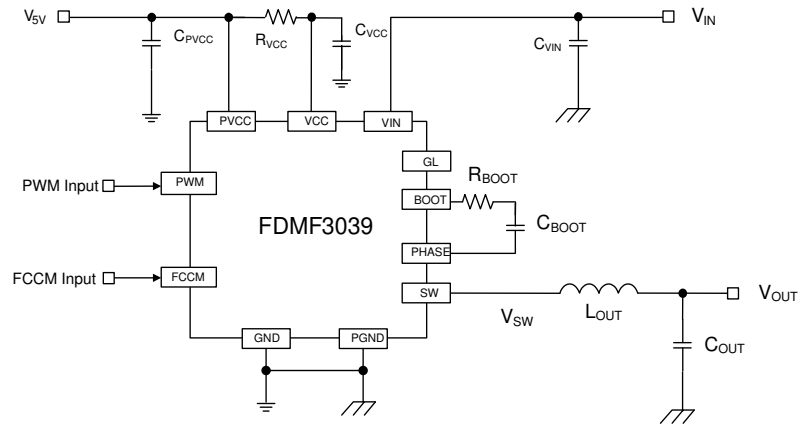 V5V
CPVCC
RVCC
CVCC
CVIN
VIN
PVCC
VCC
VIN
GL
PWM Input
PWM
BOOT
RBOOT
CBOOT
FDMF3039
PHASE
FCCM Input
FCCM
SW
VSW
LOUT
VOUT
COUT
GND
PGND